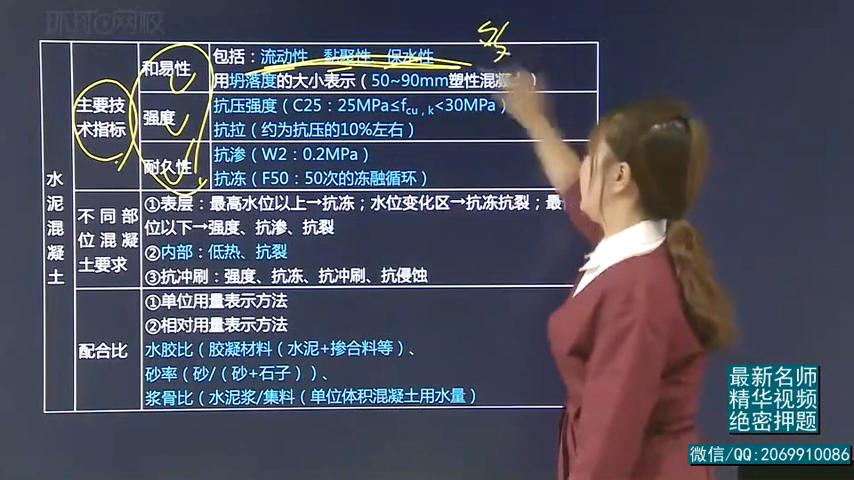 环球网校
水泥混凝土
主要技术指标
和易性
包括：流动性、黏聚性、保水性
用坍落度的大小表示（50~90mm塑性混凝
强度
抗压强度（C25：25MPa≤fcu,k<30MPa）
抗拉（约为抗压的10%左右）
耐久性
抗渗（W2：0.2MPa）
抗冻（F50：50次的冻融循环）
不同部位混凝土要求
①表层：最高水位以上→抗冻；水位变化区→抗冻抗裂；最
位以下→强度、抗渗、抗裂
②内部：低热、抗裂
③抗冲刷：强度、抗冻、抗冲刷、抗侵蚀
配合比
①单位用量表示方法
②相对用量表示方法
水胶比（胶凝材料（水泥+掺合料等）、
砂率（砂/（砂+石子））、
浆骨比（水泥浆/集料（单位体积混凝土用水量）
最新名师
精华视频
绝密押题
微信/QQ:2069910086